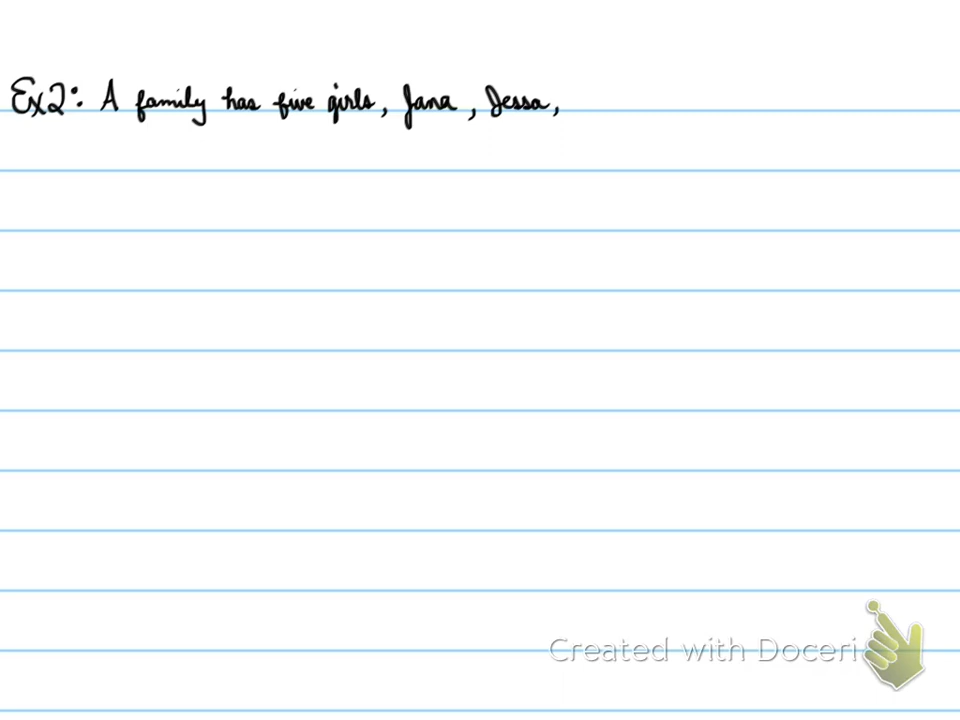 Ex2: A family has five girls, Jana, Jessa,
Created with Doceri